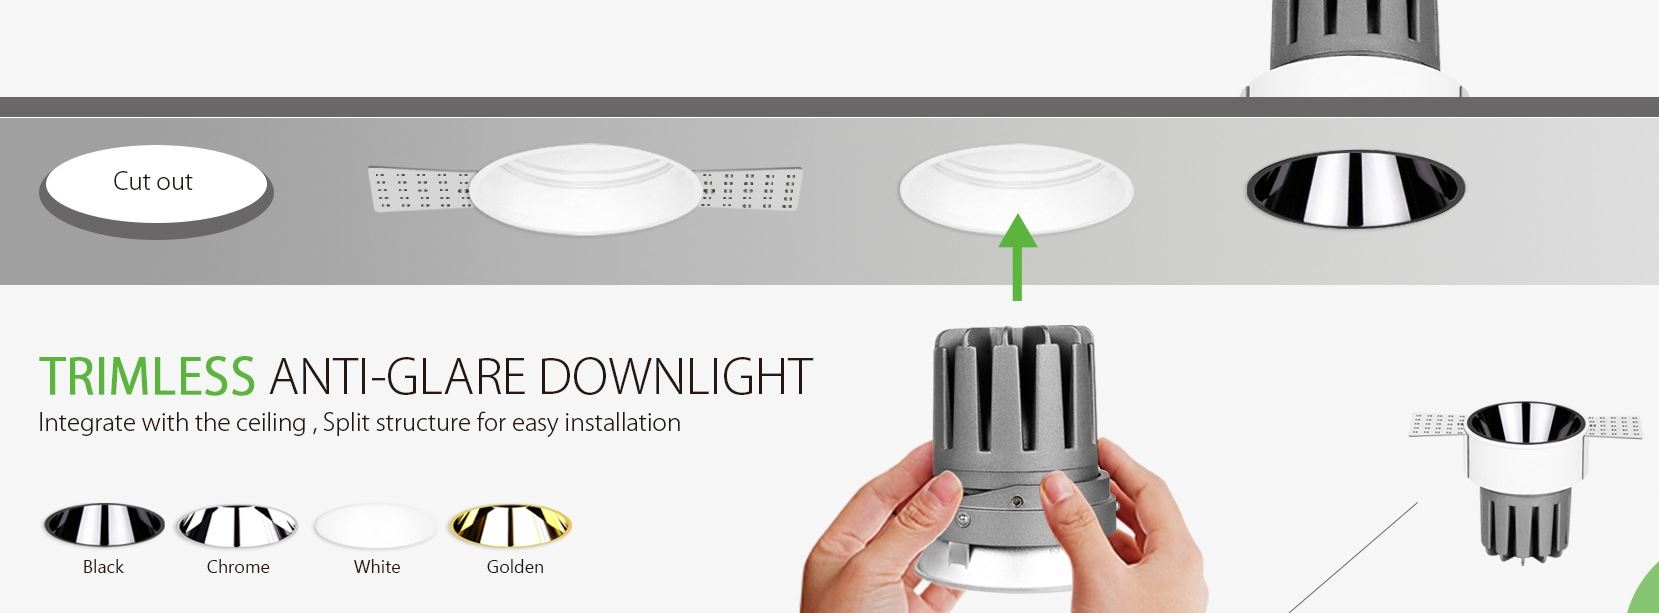 Cut out
TRIMLESS ANTI-GLARE DOWNLIGHT
Integrate with the ceiling , Split structure for easy installation
Black
Chrome
White
Golden